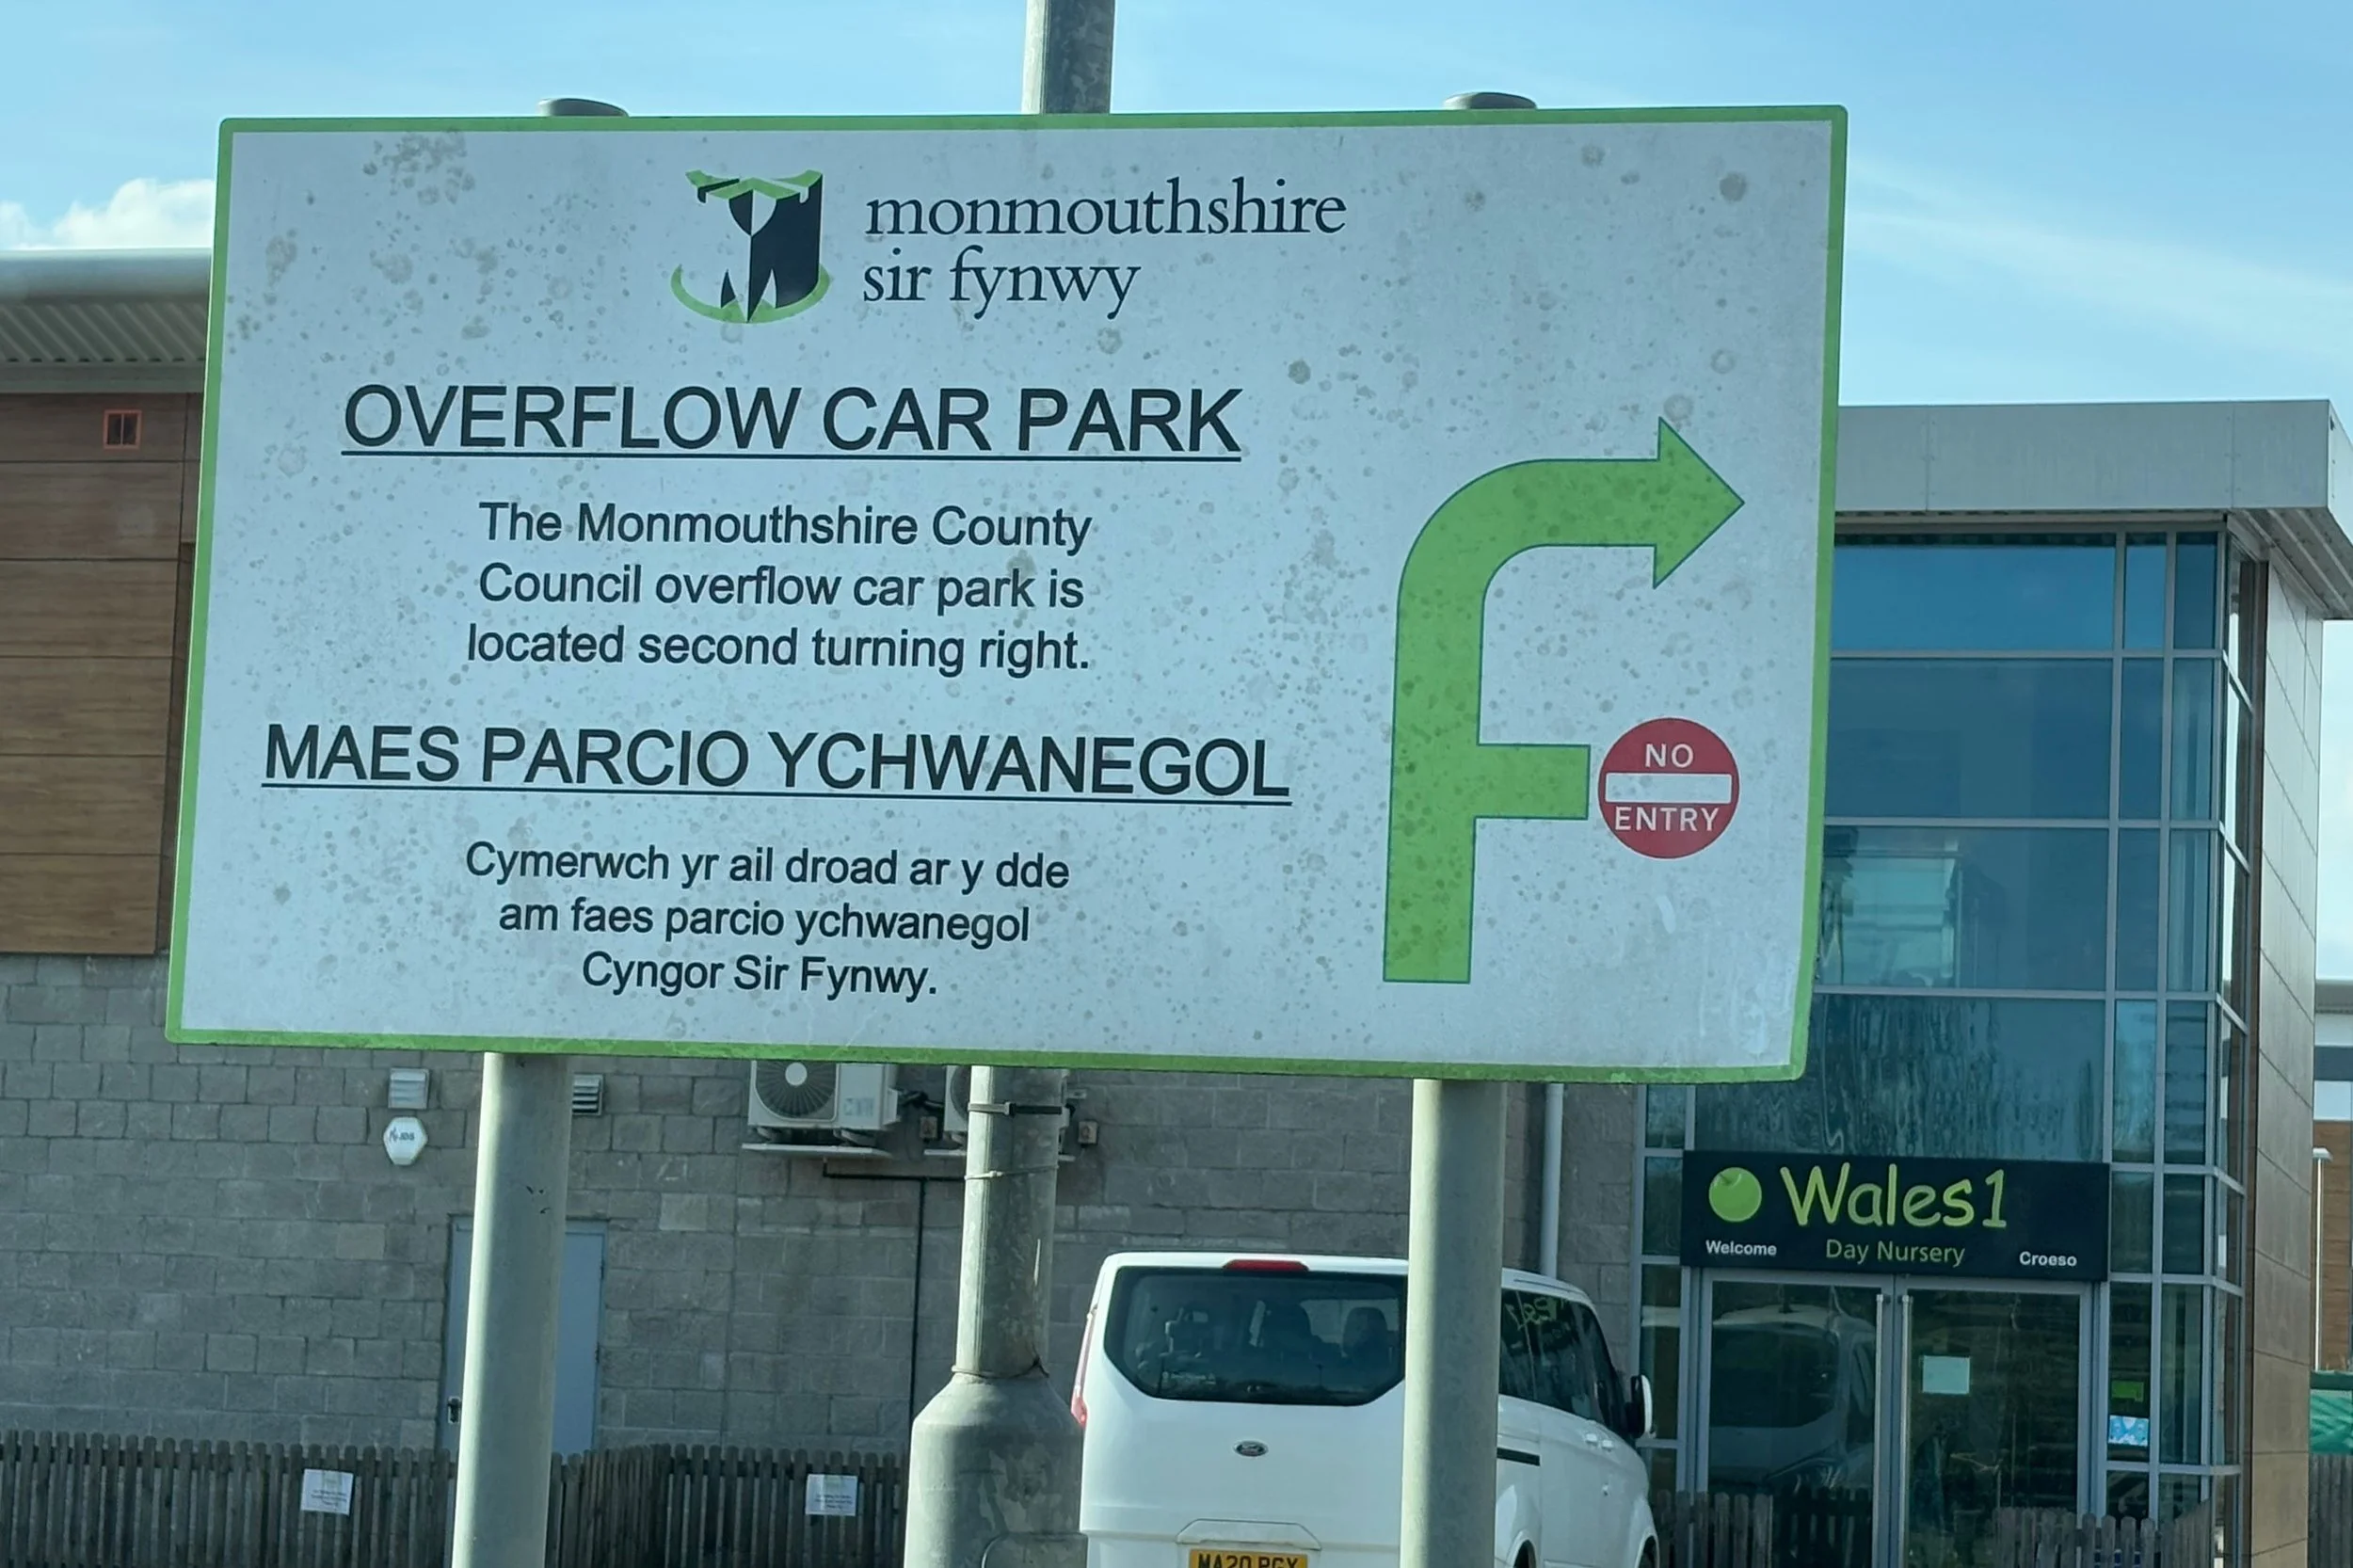 monmouthshire
sir fynwy
OVERFLOW CAR PARK
The Monmouthshire County
Council overflow car park is
located second turning right.
MAES PARCIO YCHWANEGOL
Cymerwch yr ail droad ar y dde
am faes parcio ychwanegol
Cyngor Sir Fynwy.
NO
ENTRY
Wales1
Day Nursery
Welcome
Croeso
Ford